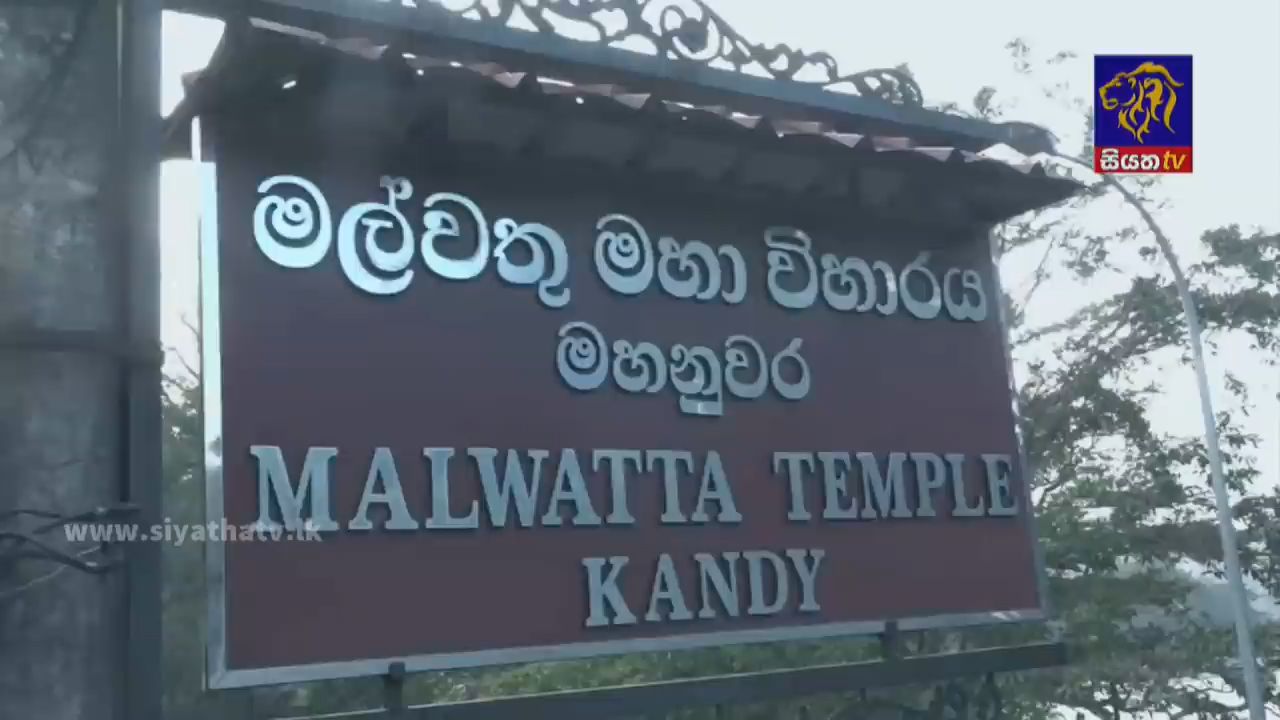 සියත tv
මල්වතු මහා විහාරය
මහනුවර
MALWATTA TEMPLE
www.siyathatv.lk
KANDY